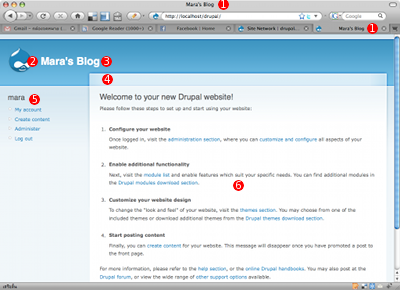 Mara's Blog 1
http://localhost/drupal/
Google
Google Reader (1000+)
Facebook | Home
Site Network | drupal...
Mara's Blog 1
2 Mara's Blog 3
4
mara 5
My account
Create content
Administer
Log out
Welcome to your new Drupal website!
Please follow these steps to set up and start using your website:
1. Configure your website
Once logged in, visit the administration section, where you can customize and configure all aspects of
your website.
2. Enable additional functionality
Next, visit the module list and enable features which suit your specific needs. You can find additional modules in
the Drupal modules download section.
6
3. Customize your website design
To change the "look and feel" of your website, visit the themes section. You may choose from one of
the included themes or download additional themes from the Drupal themes download section.
4. Start posting content
Finally, you can create content for your website. This message will disappear once you have promoted a post to
the front page.
For more information, please refer to the help section, or the online Drupal handbooks. You may also post at the
Drupal forum, or view the wide range of other support options available.